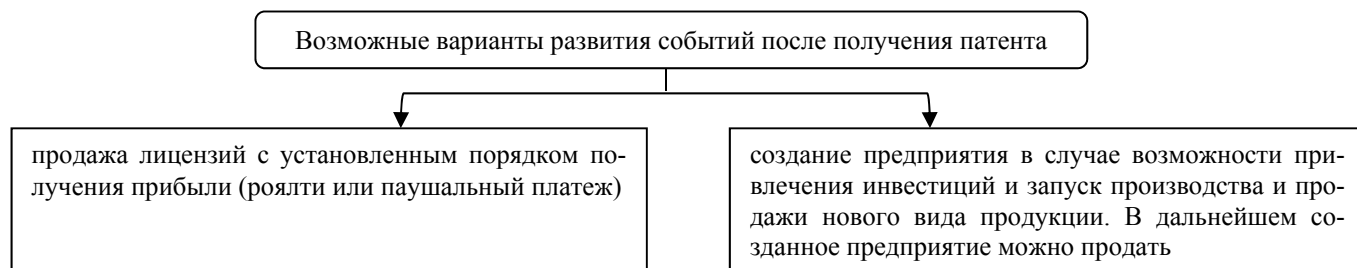 Возможные варианты развития событий после получения патента
продажа лицензий с установленным порядком по-
лучения прибыли (роялти или паушальный платеж)
создание предприятия в случае возможности при-
влечения инвестиций и запуск производства и про-
дажи нового вида продукции. В дальнейшем со-
зданное предприятие можно продать